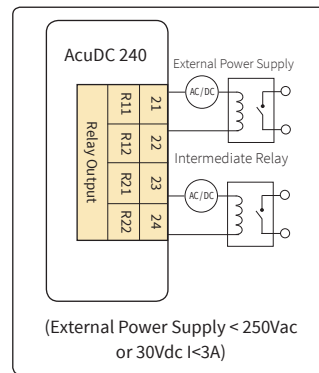 AcuDC 240
External Power Supply
AC/DC
Relay Output
R11
21
R12
22
Intermediate Relay
R21
23
AC/DC
R22
24
(External Power Supply < 250Vac
or 30Vdc I<3A)